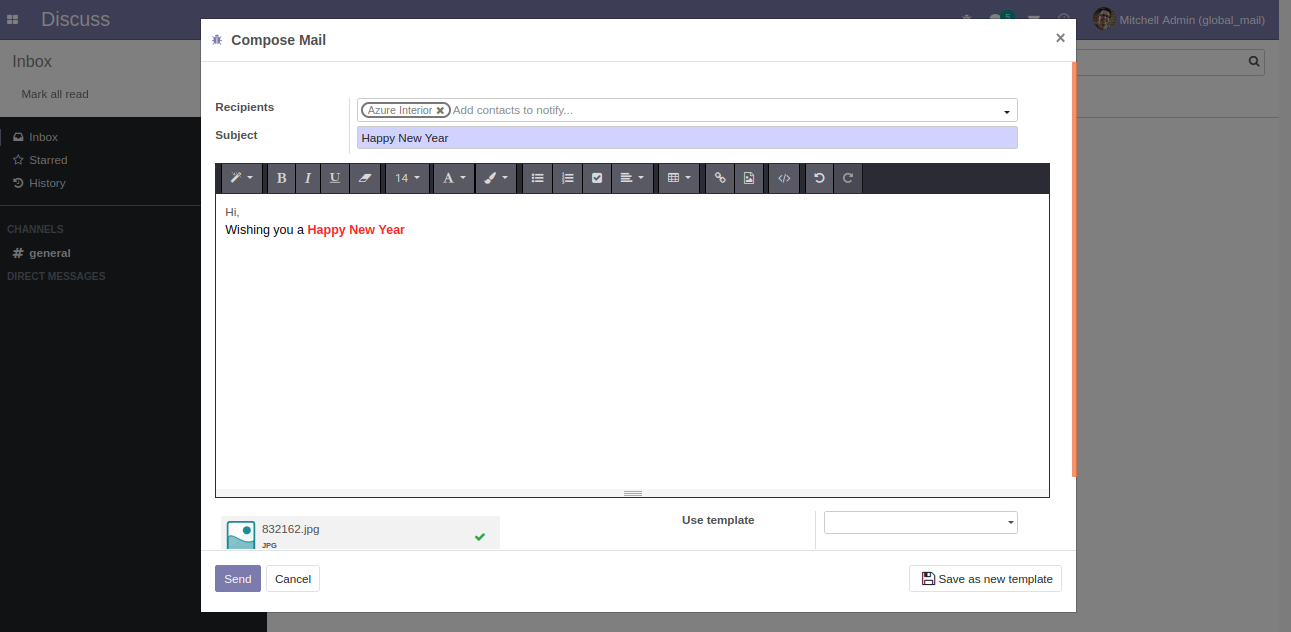 Discuss
5
Mitchell Admin (global_mail)
Inbox
Mark all read
Inbox
Starred
History
CHANNELS
# general
DIRECT MESSAGES
Compose Mail
×
Recipients
Azure Interior ×
Add contacts to notify...
Subject
Happy New Year
B I U 14 A </>
Hi,
Wishing you a Happy New Year
832162.jpg
JPG
Use template
Send
Cancel
Save as new template